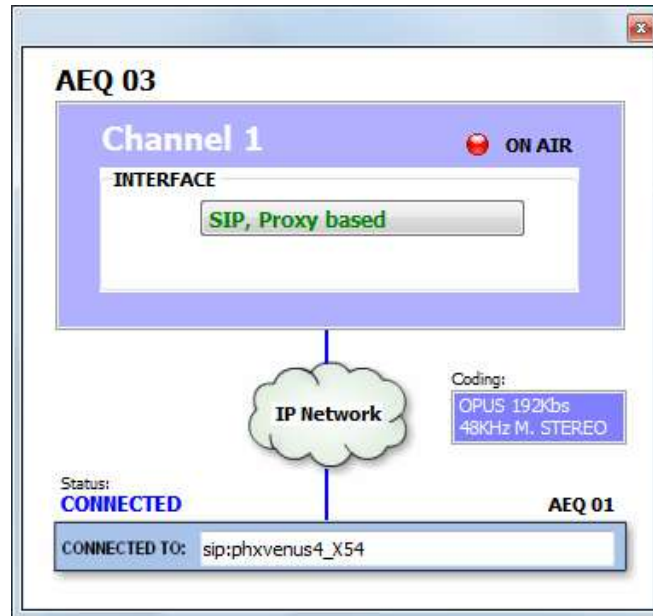 AEQ 03
Channel 1
ON AIR
INTERFACE
SIP, Proxy based
IP Network
Coding:
OPUS 192Kbs
48KHz M. STEREO
Status:
CONNECTED
AEQ 01
CONNECTED TO: sip:phxvenus4_X54